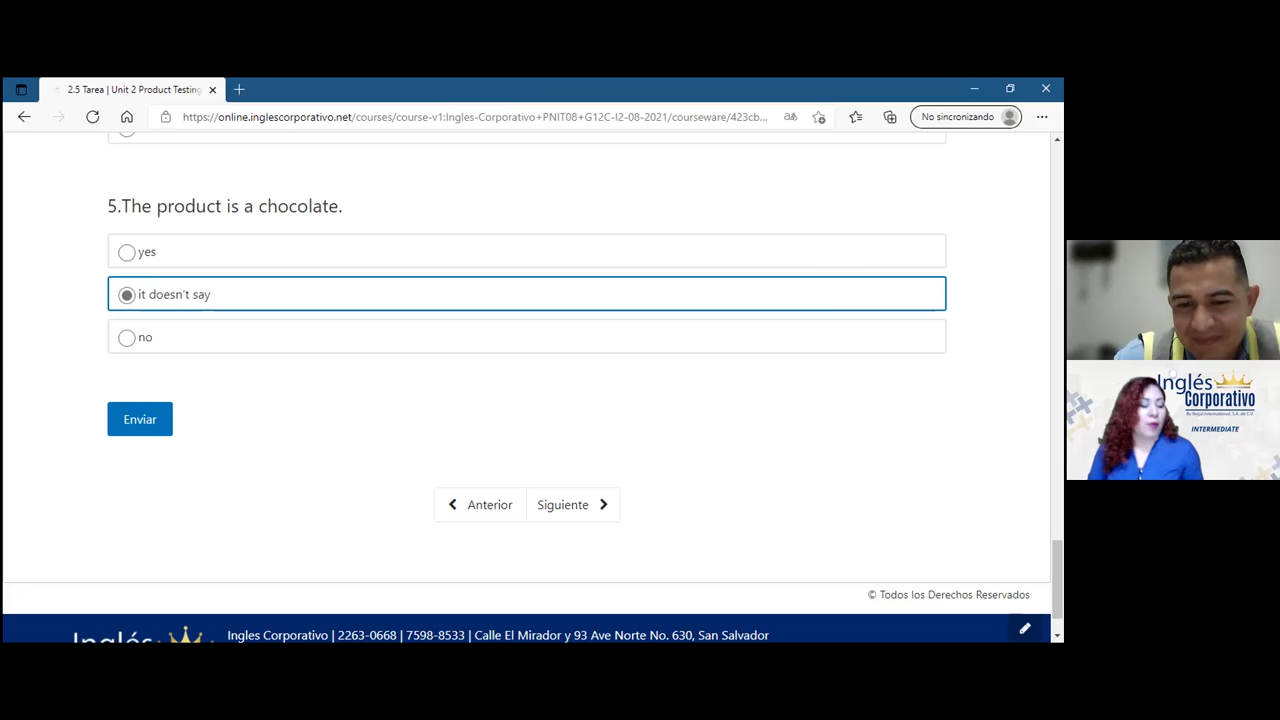 2.5 Tarea | Unit 2 Product Testing
https://online.inglescorporativo.net/courses/course-v1:Ingles-Corporativo+PNIT08+G12C-I2-08-2021/courseware/423cb...
No sincronizando
5.The product is a chocolate.
yes
it doesn't say
no
Enviar
Anterior Siguiente
© Todos los Derechos Reservados
Inglés
Ingles Corporativo | 2263-0668 | 7598-8533 | Calle El Mirador y 93 Ave Norte No. 630, San Salvador
Inglés
Corporativo
INTERMEDIATE